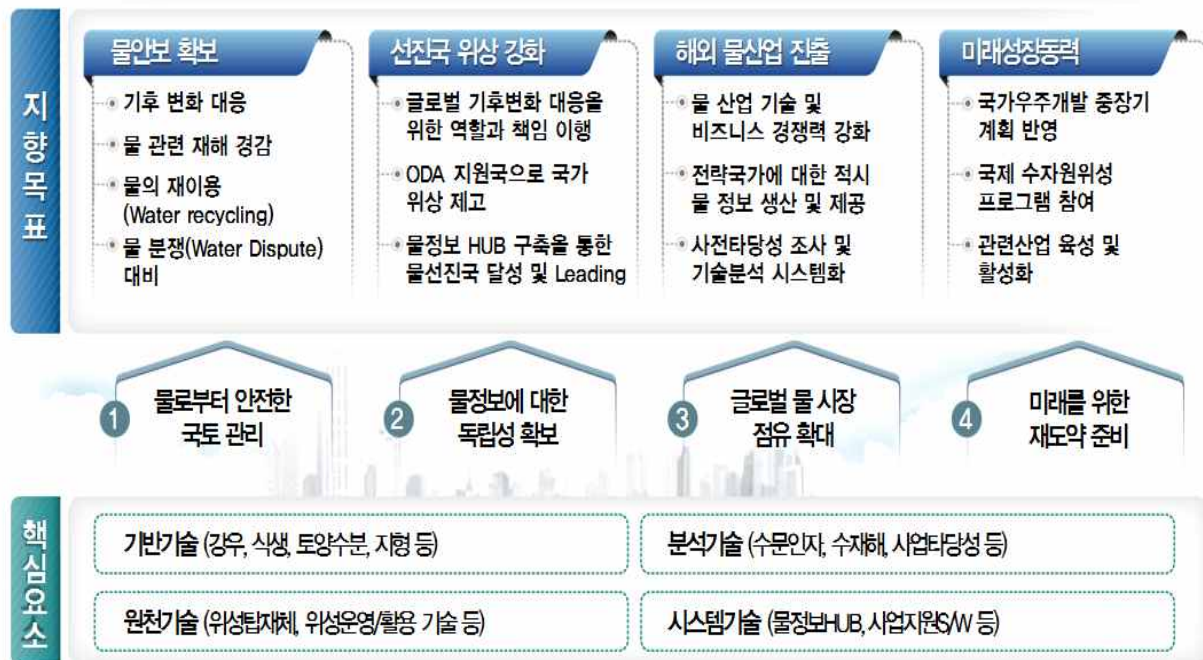 지향목표
물안보 확보
기후 변화 대응
물 관련 재해 경감
물의 재이용
(Water recycling)
물 분쟁(Water Dispute)
대비
선진국 위상 강화
글로벌 기후변화 대응을
위한 역할과 책임 이행
ODA 지원국으로 국가
위상 제고
물정보 HUB 구축을 통한
물선진국 달성 및 Leading
해외 물산업 진출
물 산업 기술 및
비즈니스 경쟁력 강화
전략국가에 대한 적시
물 정보 생산 및 제공
사전타당성 조사 및
기술분석 시스템화
미래성장동력
국가우주개발 중장기
계획 반영
국제 수자원위성
프로그램 참여
관련산업 육성 및
활성화
1
물로부터 안전한
국토 관리
2
물정보에 대한
독립성 확보
3
글로벌 물 시장
점유 확대
4
미래를 위한
재도약 준비
핵심요소
기반기술 (강우, 식생, 토양수분, 지형 등)
분석기술 (수문인자, 수재해, 사업타당성 등)
원천기술 (위성탑재체, 위성운영/활용 기술 등)
시스템기술 (물정보HUB, 사업지원S/W 등)